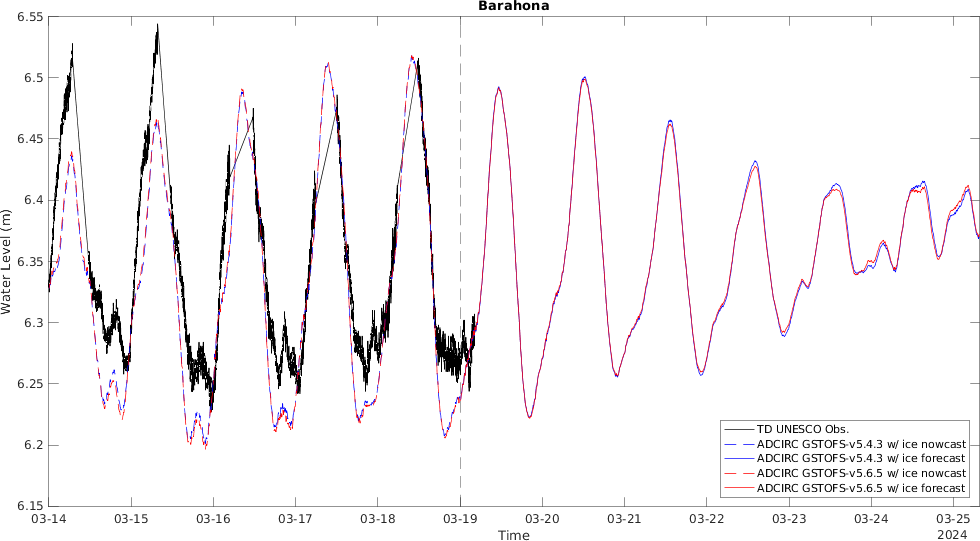 Barahona
6.55
6.5
6.45
6.4
6.35
6.3
6.25
6.2
6.15
Water Level (m)
03-14 03-15 03-16 03-17 03-18 03-19 03-20 03-21 03-22 03-23 03-24 03-25
Time
2024
TD UNESCO Obs.
ADCIRC GSTOFS-v5.4.3 w/ ice nowcast
ADCIRC GSTOFS-v5.4.3 w/ ice forecast
ADCIRC GSTOFS-v5.6.5 w/ ice nowcast
ADCIRC GSTOFS-v5.6.5 w/ ice forecast